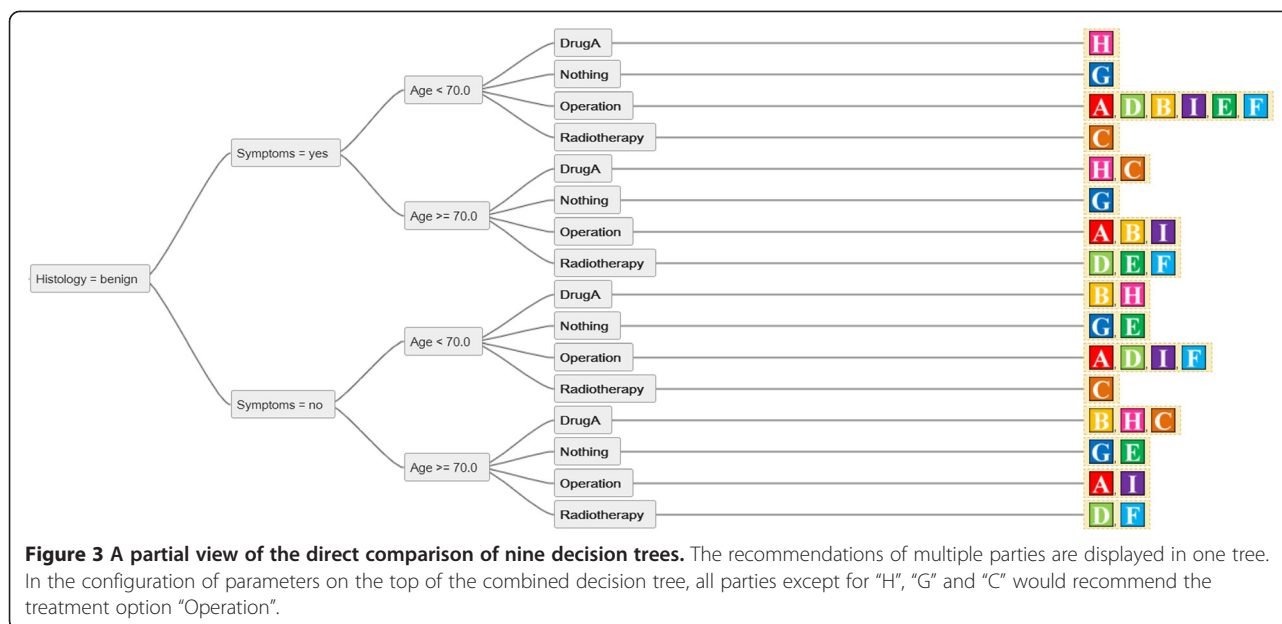 DrugA H
Nothing G
Age < 70.0
Operation A, D, B, I, E, F
Radiotherapy C
Symptoms = yes
DrugA H, C
Nothing G
Age >= 70.0
Operation A, B, I
Radiotherapy D, E, F
Histology = benign
DrugA B, H
Nothing G, E
Age < 70.0
Operation A, D, I, F
Radiotherapy C
Symptoms = no
DrugA B, H, C
Nothing G, E
Age >= 70.0
Operation A, I
Radiotherapy D, F
Figure 3 A partial view of the direct comparison of nine decision trees. The recommendations of multiple parties are displayed in one tree.
In the configuration of parameters on the top of the combined decision tree, all parties except for “H”, “G” and “C” would recommend the
treatment option “Operation”.